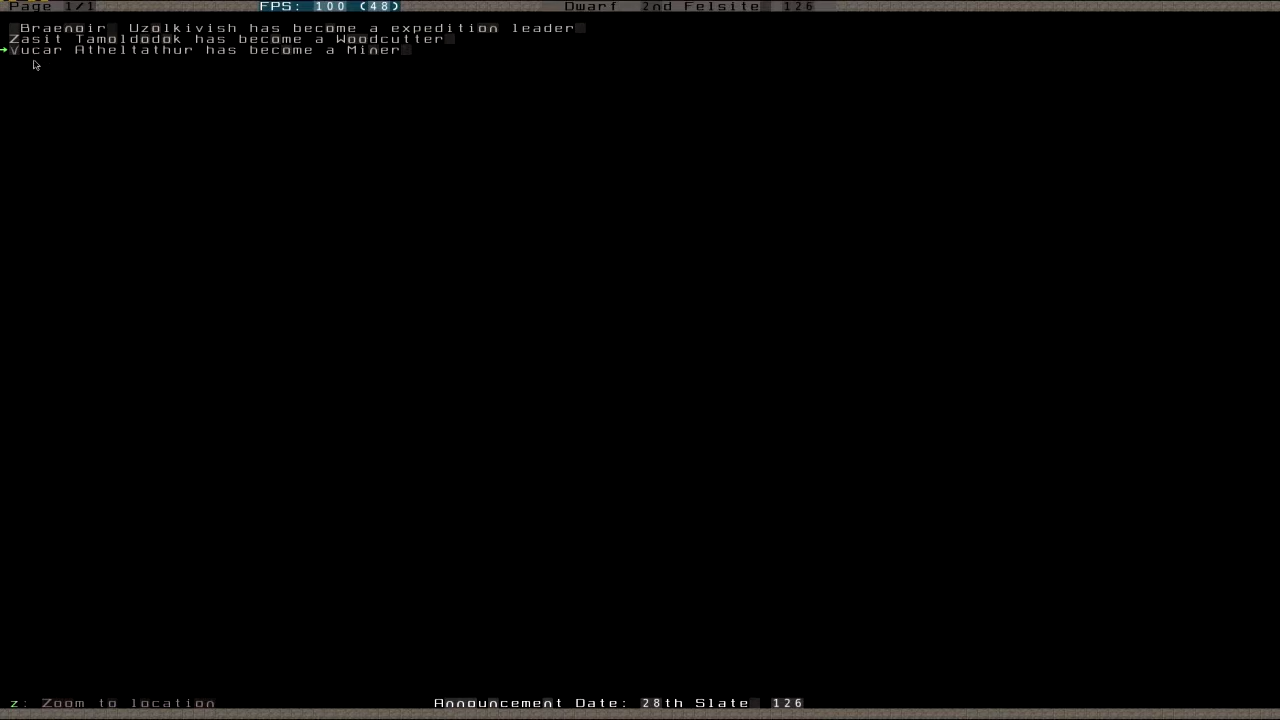 Page 1/1 FPS: 100 (48) Dwarf 2nd Felsite 126
Braenoir Uzolkivish has become a expedition leader
Zasit Tamoldodok has become a Woodcutter
Vucar Atheltathur has become a Miner
z: Zoom to location Announcement Date: 28th Slate 126